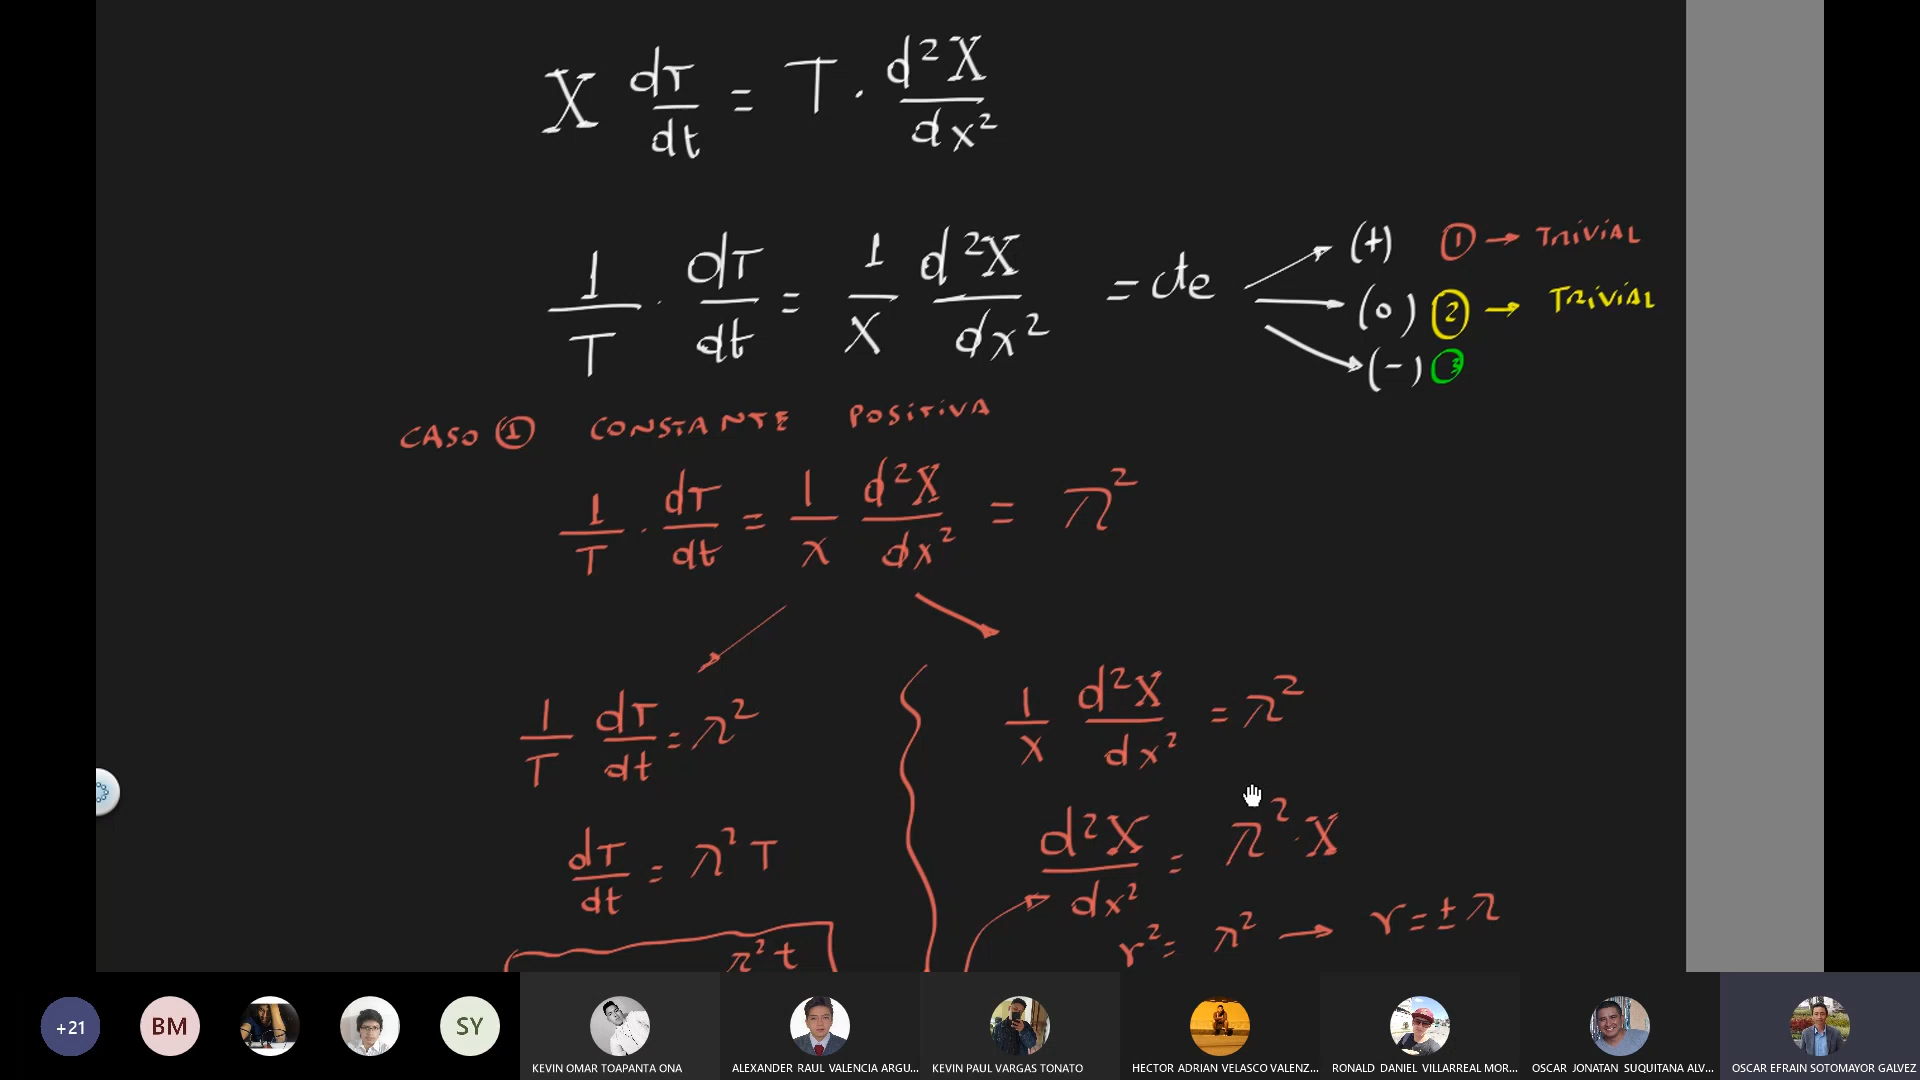 X dT/dt = T · d²X/dx²
1/T · dT/dt = 1/X d²X/dx² = cte
(+) ① → TRIVIAL
(0) ② → TRIVIAL
(-) ③
CASO ① CONSTANTE POSITIVA
1/T · dT/dt = 1/X d²X/dx² = λ²
1/T dT/dt = λ²
1/X d²X/dx² = λ²
dT/dt = λ² T
d²X/dx² = λ² · X
r² = λ² → r = ± λ
λ² t
+21
BM
SY
KEVIN OMAR TOAPANTA ONA
ALEXANDER RAUL VALENCIA ARGU...
KEVIN PAUL VARGAS TONATO
HECTOR ADRIAN VELASCO VALENZ...
RONALD DANIEL VILLARREAL MOR...
OSCAR JONATAN SUQUITANA ALV...
OSCAR EFRAIN SOTOMAYOR GALVEZ